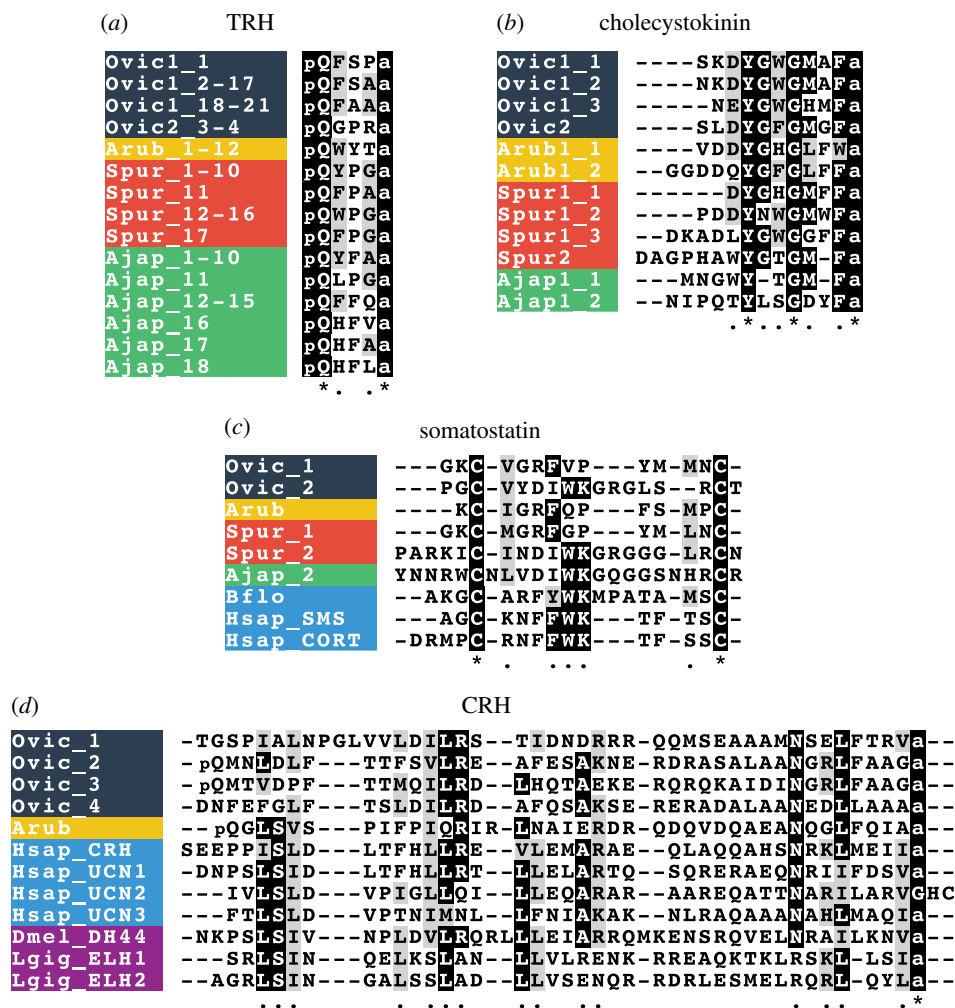 (a) TRH
Ovic1_1 pQFSPa
Ovic1_2-17 pQFSAa
Ovic1_18-21 pQFAAa
Ovic2_3-4 pQGPRa
Arub_1-12 pQWYTa
Spur_1-10 pQYPGa
Spur_11 pQFPAa
Spur_12-16 pQWPGa
Spur_17 pQFPGa
Ajap_1-10 pQYFAa
Ajap_11 pQLPGa
Ajap_12-15 pQFFQa
Ajap_16 pQHFVa
Ajap_17 pQHFAa
Ajap_18 pQHFLa
*. .*
(b) cholecystokinin
Ovic1_1 ----SKDYGWGMAFa
Ovic1_2 ----NKDYGWGMAFa
Ovic1_3 -----NEYGWGHMFa
Ovic2 ----SLDYGFGMGFa
Arub1_1 ----VDDYGHGLFWa
Arub1_2 --GGDDQYGFGLFFa
Spur1_1 ------DYGHGMFFa
Spur1_2 ----PDDYNWGMWFa
Spur1_3 --DKADLYGWGGFFa
Spur2 DAGPHAWYGTGM-Fa
Ajap1_1 ---MNGWY-TGM-Fa
Ajap1_2 --NIPQTYLSGDYFa
.*..*. .*
(c) somatostatin
Ovic_1 ---GKC-VGRFVP---YM-MNC-
Ovic_2 ---PGC-VYDIWKGRGLS--RCT
Arub ----KC-IGRFQP---FS-MPC-
Spur_1 ---GKC-MGRFGP---YM-LNC-
Spur_2 PARKIC-INDIWKGRGGG-LRCN
Ajap_2 YNNRWCNLVDIWKGQGGSNHRCR
Bflo --AKGC-ARFYWKMPATA-MSC-
Hsap_SMS ---AGC-KNFFWK---TF-TSC-
Hsap_CORT -DRMPC-RNFFWK---TF-SSC-
* . ... . *
(d) CRH
Ovic_1 -TGSPIALNPGLVVLDILRS--TIDNDRRR-QQMSEAAAMNSELFTRVa--
Ovic_2 -pQMNLDLF---TTFSVLRE--AFESAKNE-RDRASALAANGRLFAAGa--
Ovic_3 -pQMTVDPF---TTMQILRD--LHQTAEKE-RQRQKAIDINGRLFAAGa--
Ovic_4 -DNFEFGLF---TSLDILRD--AFQSAKSE-RERADALAANEDLLAAAa--
Arub --pQGLSVS---PIFPIQRIR-LNAIERDR-QDQVDQAEANQGLFQIAa--
Hsap_CRH SEEPPISLD---LTFHLLRE--VLEMARAE-QLAQQAHSNRKLMEIIa--
Hsap_UCN1 -DNPSLSID---LTFHLLRT--LLELARTQ--SQRERAEQNRIIFDSVa--
Hsap_UCN2 ---IVLSLD---VPIGLLQI--LLEQARAR--AAREQATTNARILARVGHC
Hsap_UCN3 ---FTLSLD---VPTNIMNL--LFNIAKAK--NLRAQAAANAHLMAQIa--
Dmel_DH44 -NKPSLSIV---NPLDVLRQRLLLEIARRQMKENSRQVELNRAILKNVa--
Lgig_ELH1 ---SRLSIN---QELKSLAN--LLVLRENKREAQKTKLRSKL-LSIa--
Lgig_ELH2 --AGRLSIN---GALSSLAD--LLVSENQR-RDRLESMELRQRL-QYLa--
... . ... .. .. . .. *